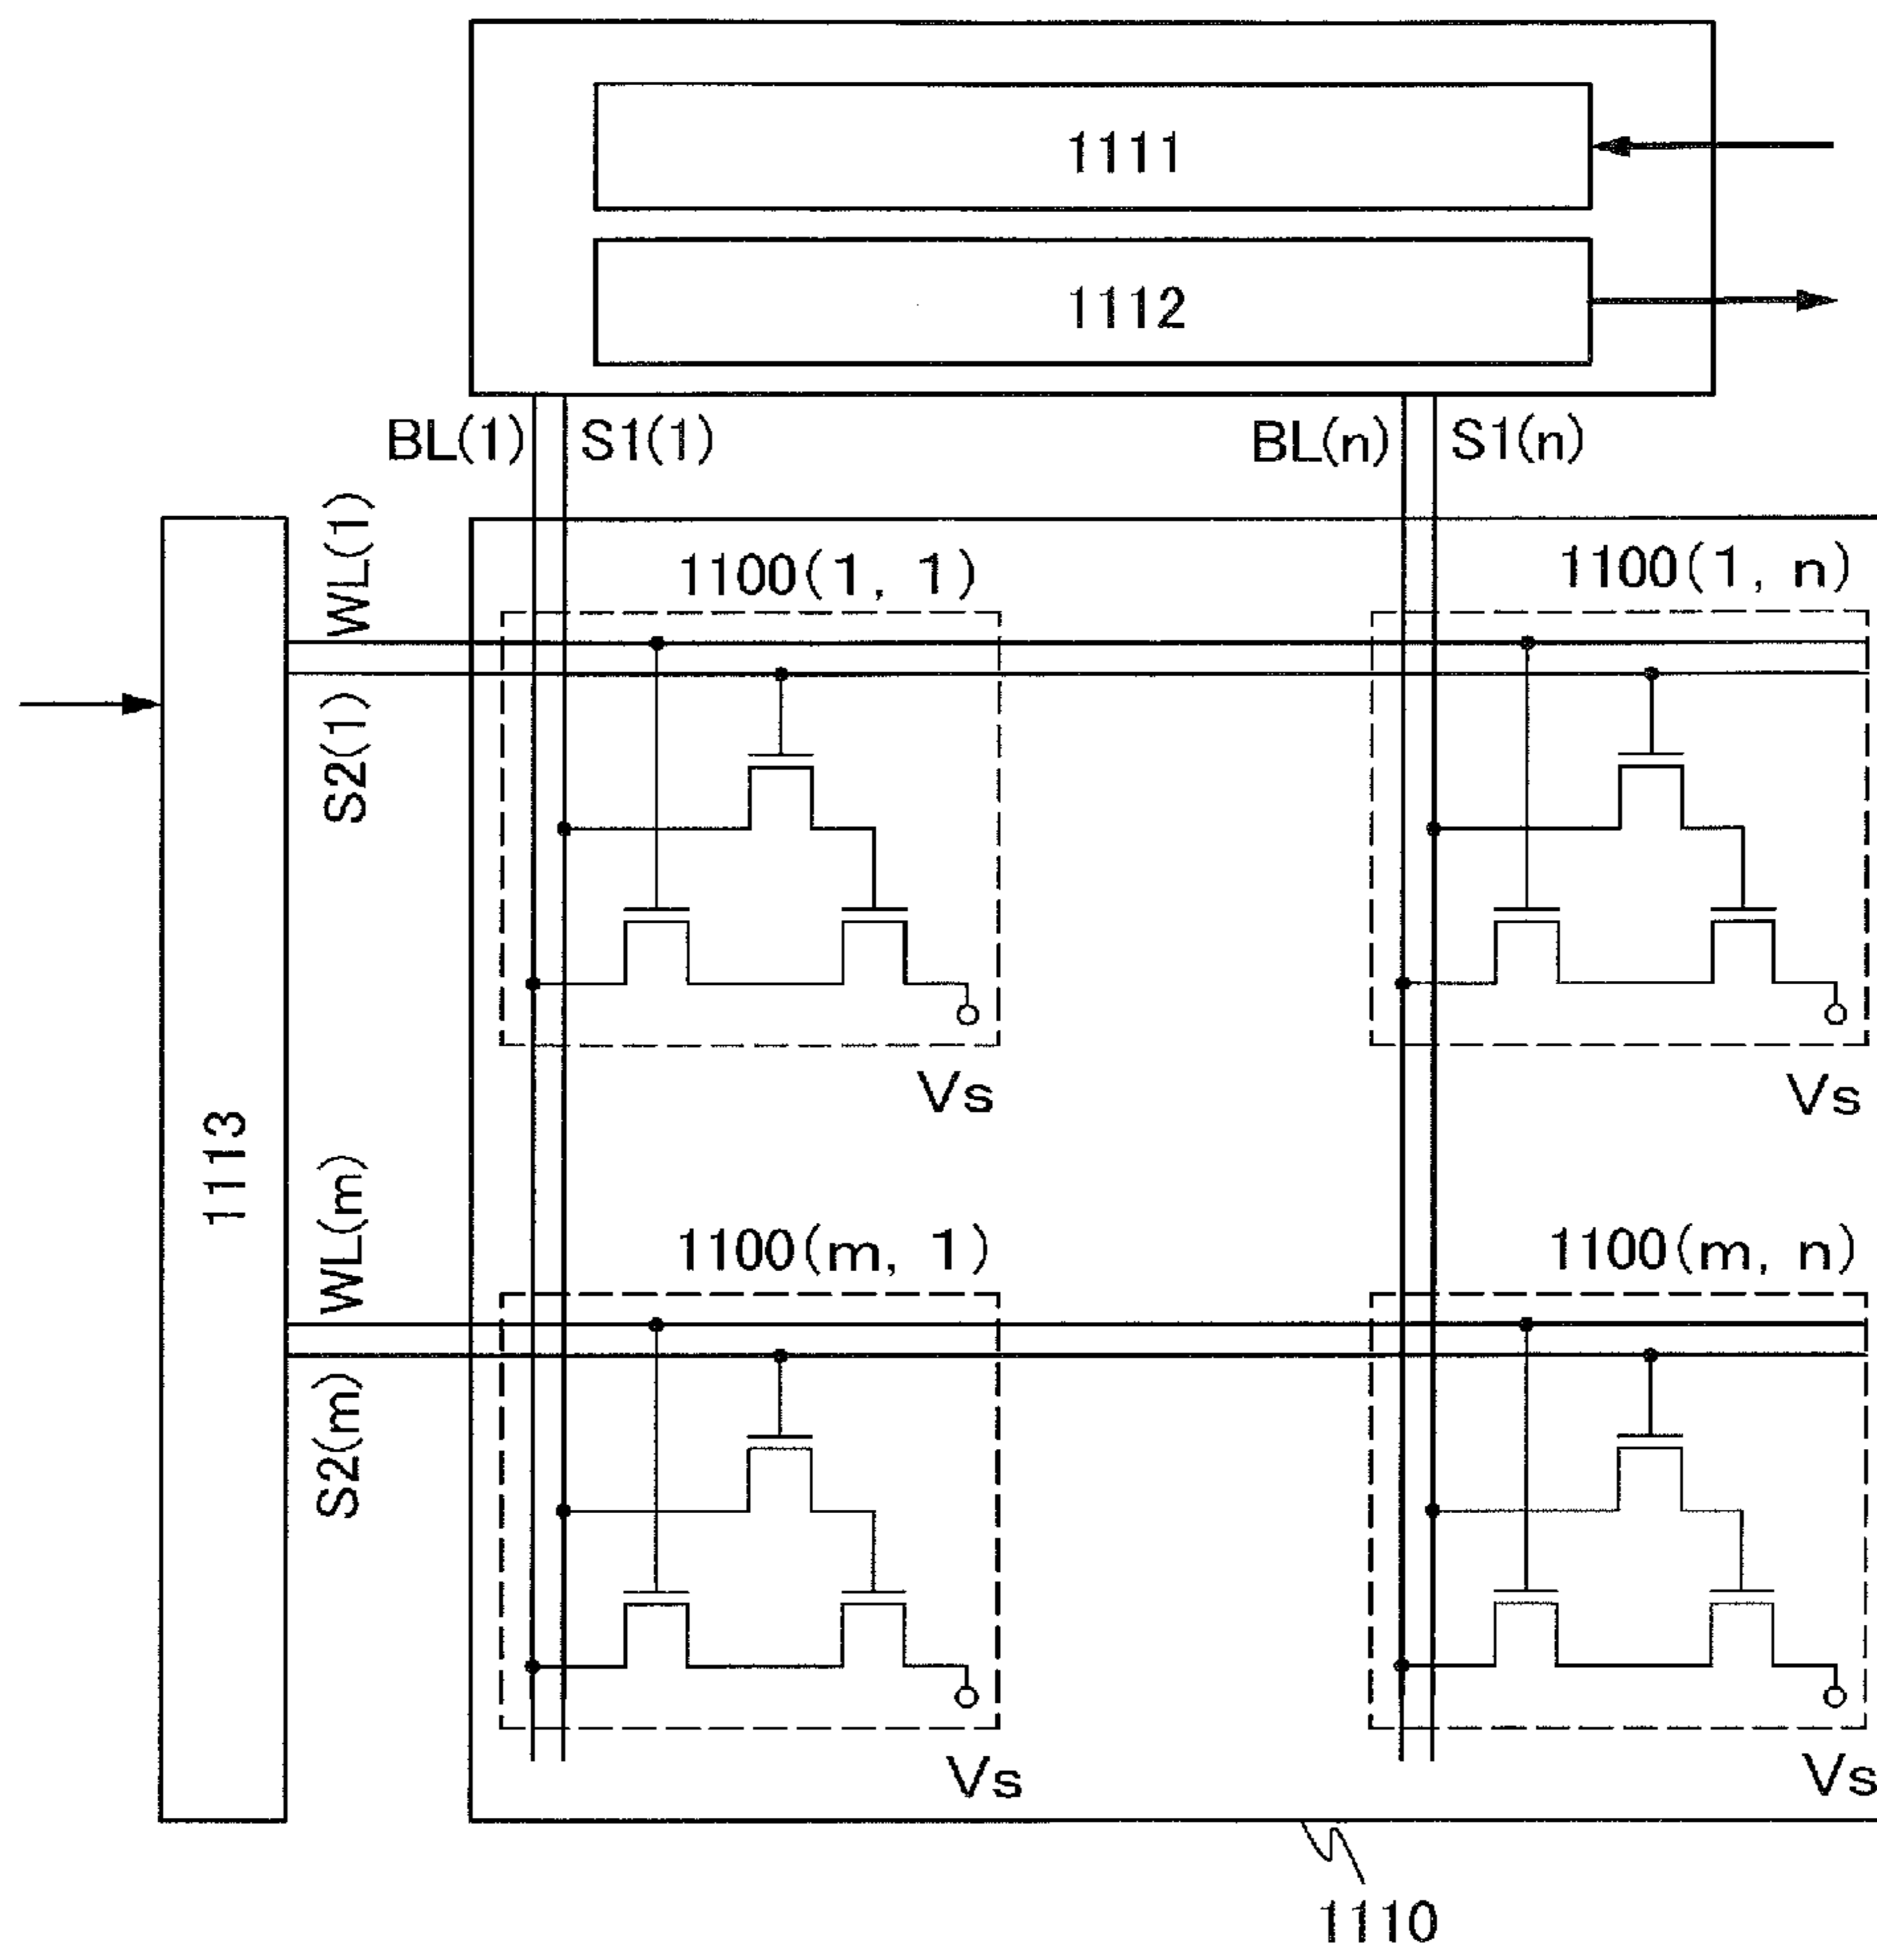 1111
1112
BL(1) S1(1) BL(n) S1(n)
WL(1)
1100(1, 1) 1100(1, n)
S2(1)
Vs Vs
1113
WL(m)
1100(m, 1) 1100(m, n)
S2(m)
Vs Vs
1110